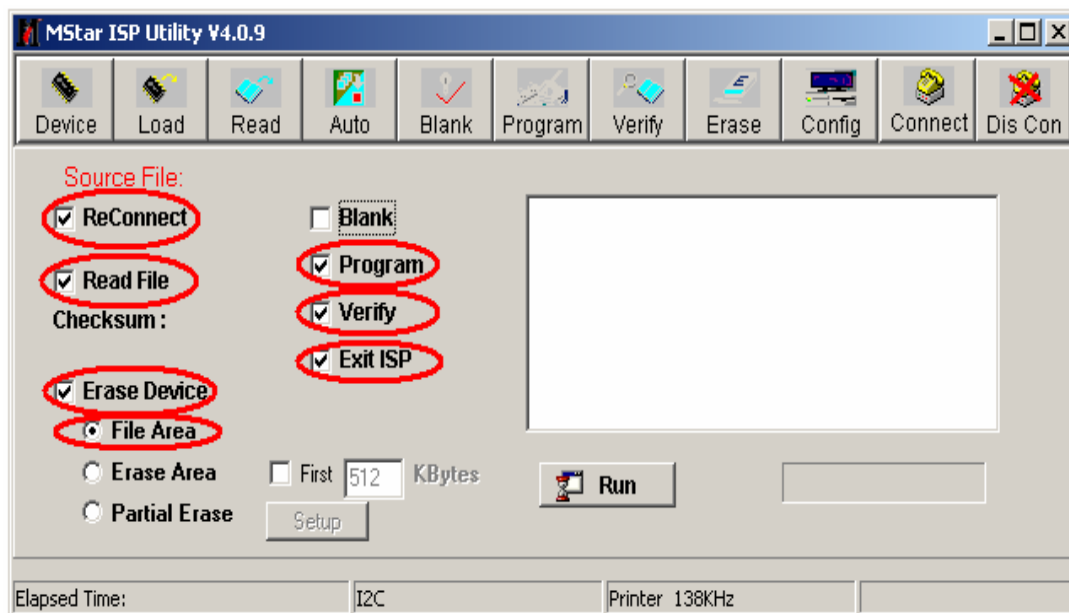 MStar ISP Utility V4.0.9
Device Load Read Auto Blank Program Verify Erase Config Connect Dis Con
Source File:
ReConnect
Blank
Read File
Program
Checksum :
Verify
Exit ISP
Erase Device
File Area
Erase Area
First 512 KBytes
Run
Partial Erase
Setup
Elapsed Time:
I2C
Printer 138KHz